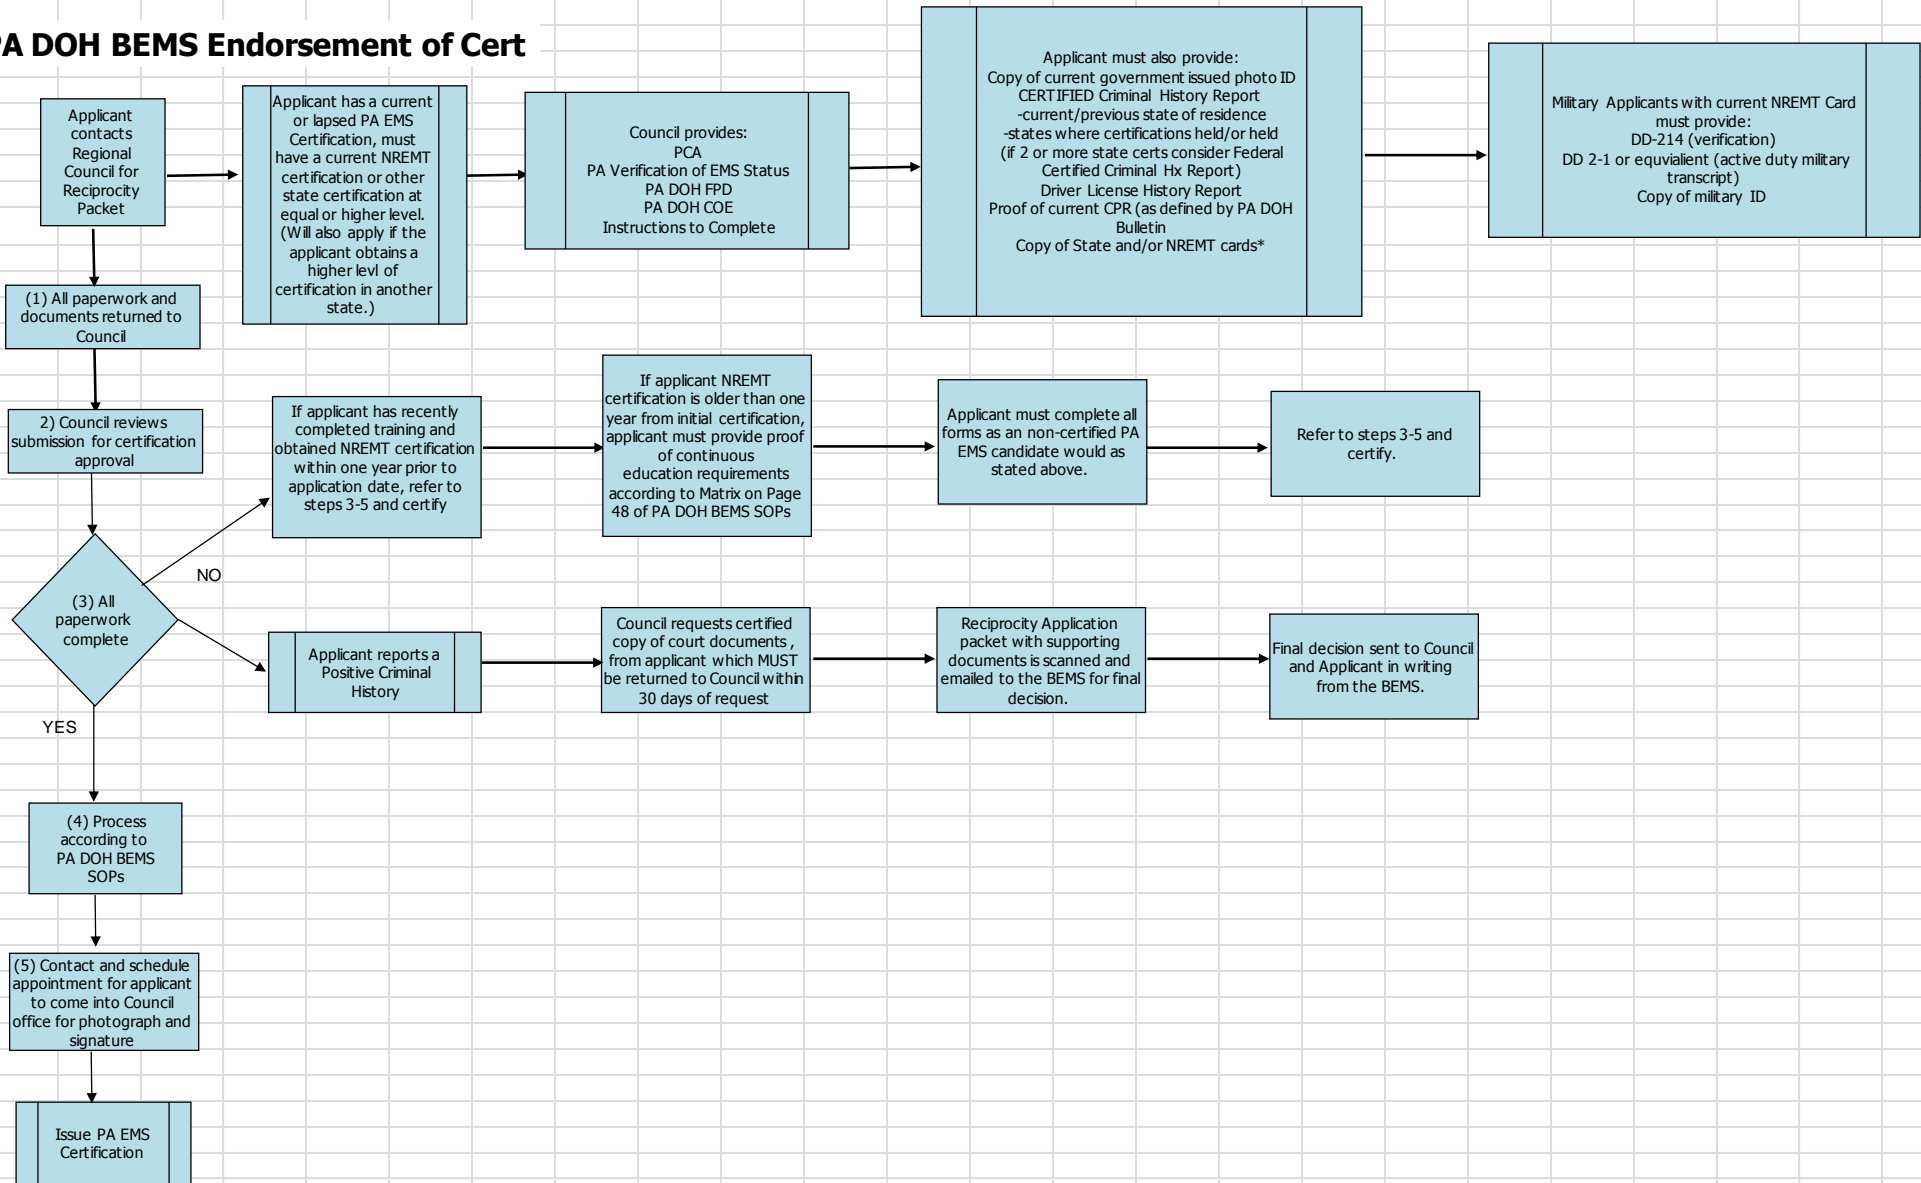 PA DOH BEMS Endorsement of Cert
Applicant
contacts
Regional
Council for
Reciprocity
Packet
Applicant has a current
or lapsed PA EMS
Certification, must
have a current NREMT
certification or other
state certification at
equal or higher level.
(Will also apply if the
applicant obtains a
higher levl of
certification in another
state.)
Council provides:
PCA
PA Verification of EMS Status
PA DOH FPD
PA DOH COE
Instructions to Complete
Applicant must also provide:
Copy of current government issued photo ID
CERTIFIED Criminal History Report
-current/previous state of residence
-states where certifications held/or held
(if 2 or more state certs consider Federal
Certified Criminal Hx Report)
Driver License History Report
Proof of current CPR (as defined by PA DOH
Bulletin
Copy of State and/or NREMT cards*
Military Applicants with current NREMT Card
must provide:
DD-214 (verification)
DD 2-1 or equvialient (active duty military
transcript)
Copy of military ID
(1) All paperwork and
documents returned to
Council
2) Council reviews
submission for certification
approval
If applicant has recently
completed training and
obtained NREMT certification
within one year prior to
application date, refer to
steps 3-5 and certify
If applicant NREMT
certification is older than one
year from initial certification,
applicant must provide proof
of continuous
education requirements
according to Matrix on Page
48 of PA DOH BEMS SOPs
Applicant must complete all
forms as an non-certified PA
EMS candidate would as
stated above.
Refer to steps 3-5 and
certify.
(3) All
paperwork
complete
NO
YES
Applicant reports a
Positive Criminal
History
Council requests certified
copy of court documents ,
from applicant which MUST
be returned to Council within
30 days of request
Reciprocity Application
packet with supporting
documents is scanned and
emailed to the BEMS for final
decision.
Final decision sent to Council
and Applicant in writing
from the BEMS.
(4) Process
according to
PA DOH BEMS
SOPs
(5) Contact and schedule
appointment for applicant
to come into Council
office for photograph and
signature
Issue PA EMS
Certification